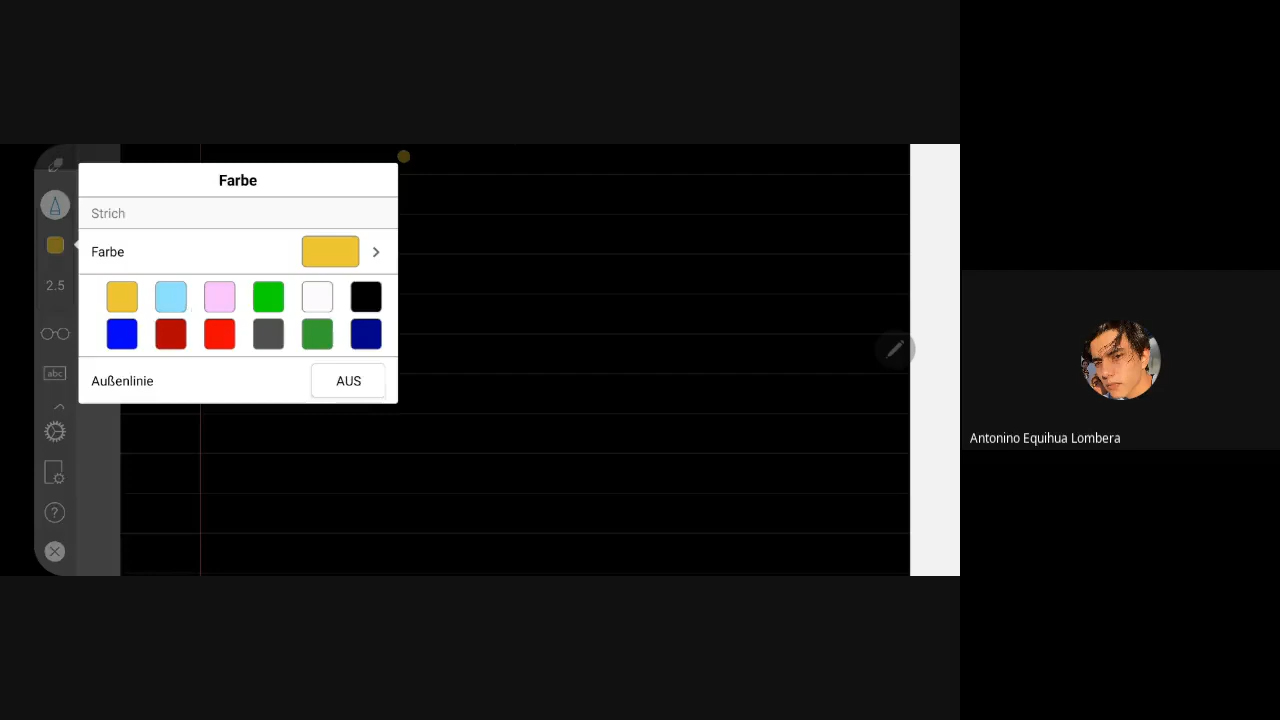 Farbe
Strich
Farbe
2.5
abc
Außenlinie AUS
?
Antonino Equihua Lombera